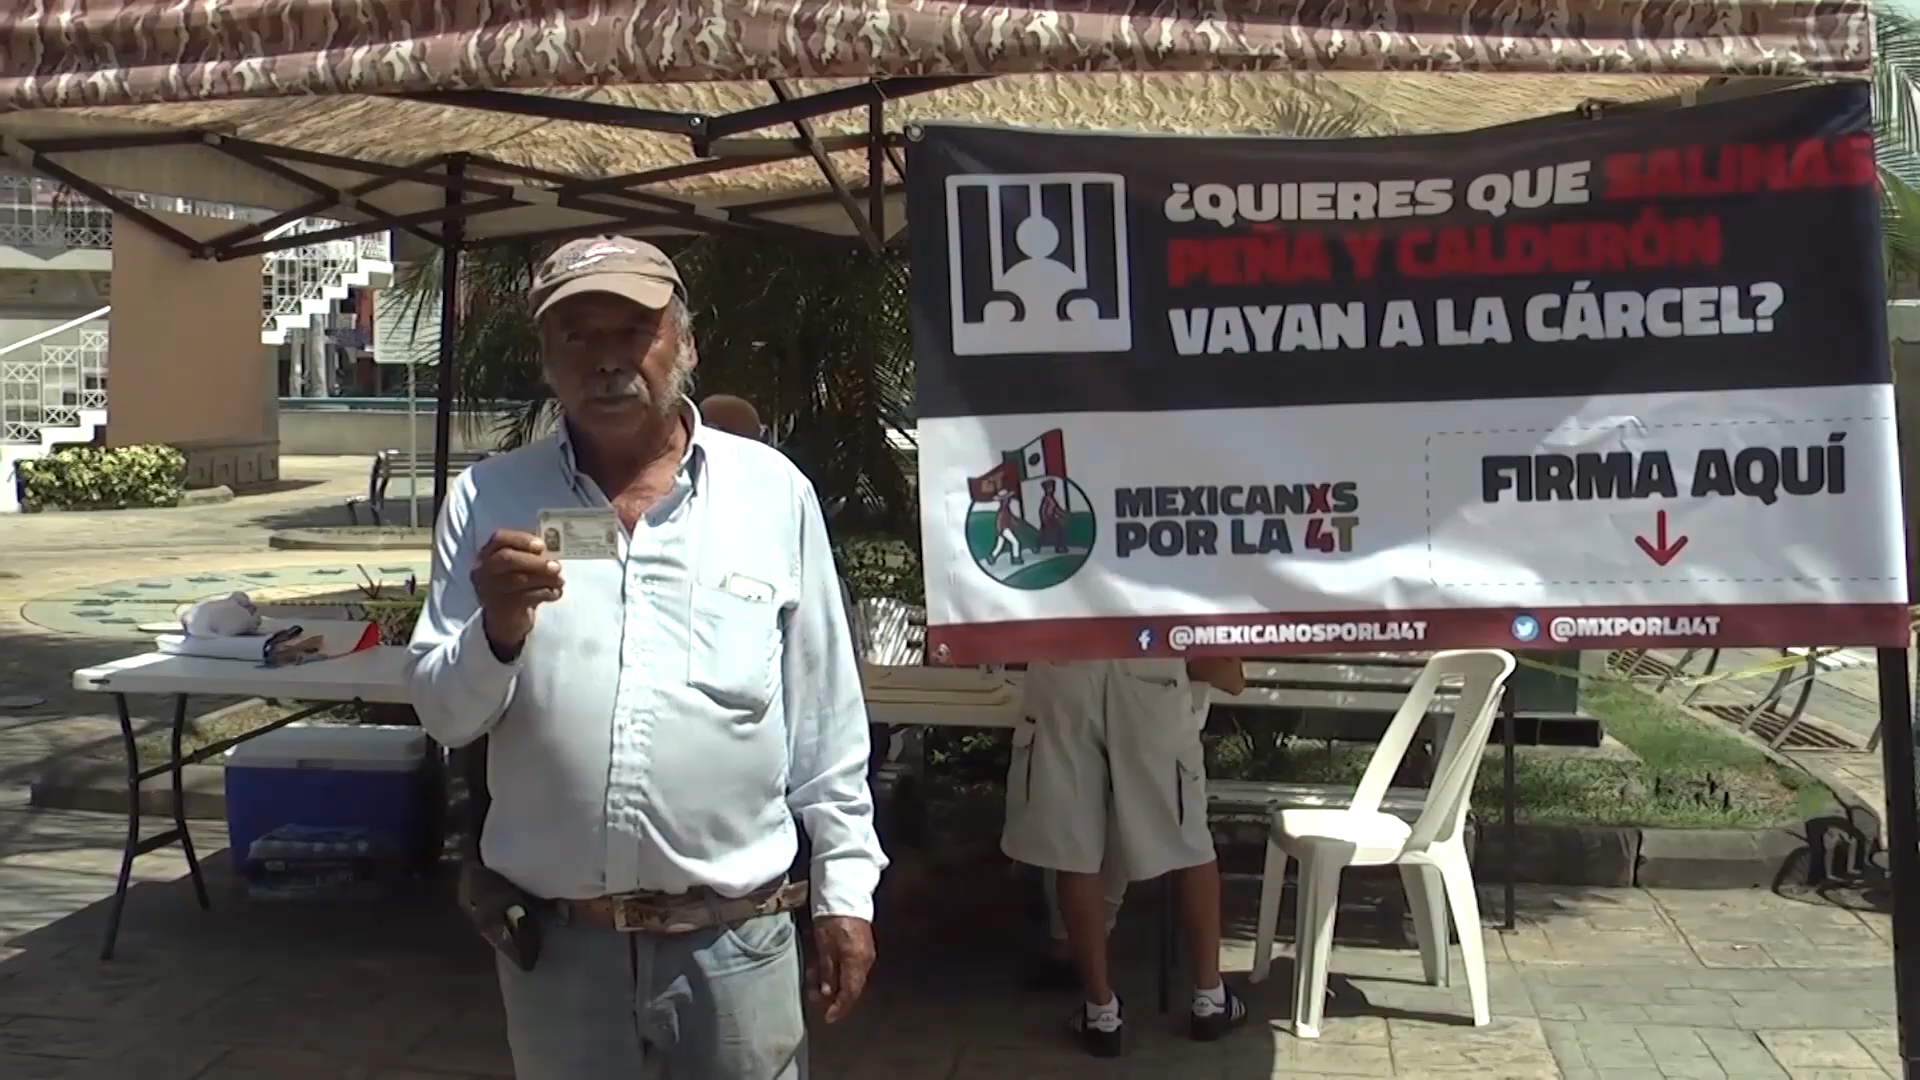 ¿QUIERES QUE SALINAS
PEÑA Y CALDERÓN
VAYAN A LA CÁRCEL?
MEXICANXS
POR LA 4T
FIRMA AQUÍ
@MEXICANOSPORLA4T
@MXPORLA4T